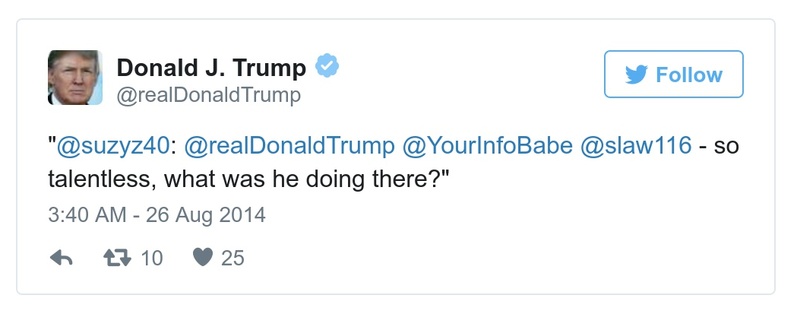 Donald J. Trump
@realDonaldTrump
Follow
"@suzyz40: @realDonaldTrump @YourInfoBabe @slaw116 - so
talentless, what was he doing there?"
3:40 AM - 26 Aug 2014
10 25